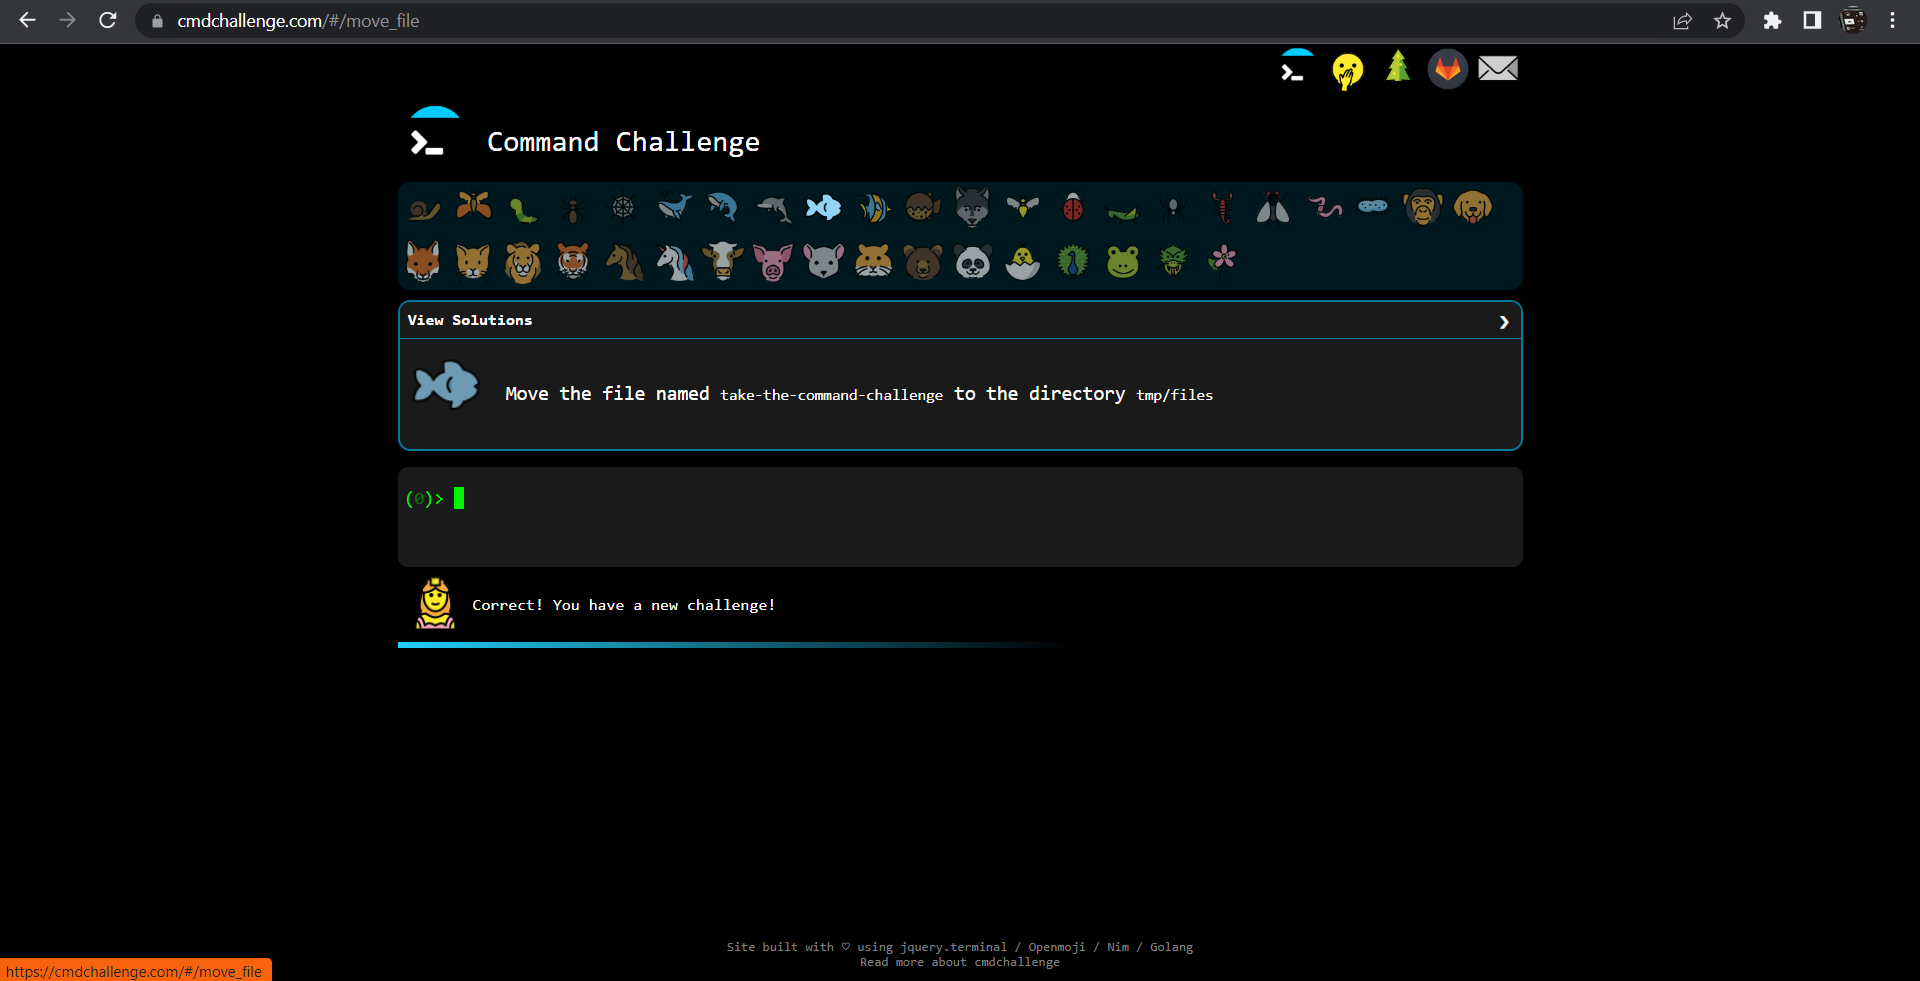 cmdchallenge.com/#/move_file
Command Challenge
View Solutions
Move the file named take-the-command-challenge to the directory tmp/files
(0)>
Correct! You have a new challenge!
Site built with ♡ using jquery.terminal / Openmoji / Nim / Golang
Read more about cmdchallenge
https://cmdchallenge.com/#/move_file